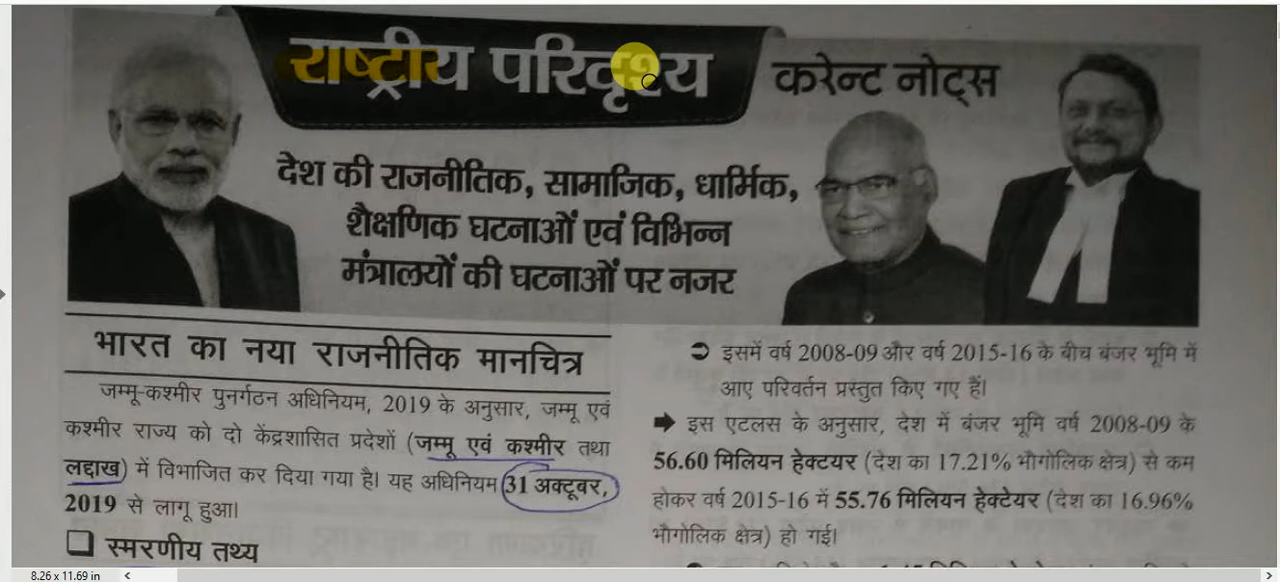 राष्ट्रीय परिदृश्य
करेन्ट नोट्स
देश की राजनीतिक, सामाजिक, धार्मिक,
शैक्षणिक घटनाओं एवं विभिन्न
मंत्रालयों की घटनाओं पर नजर
भारत का नया राजनीतिक मानचित्र
जम्मू-कश्मीर पुनर्गठन अधिनियम, 2019 के अनुसार, जम्मू एवं
कश्मीर राज्य को दो केंद्रशासित प्रदेशों (जम्मू एवं कश्मीर तथा
लद्दाख) में विभाजित कर दिया गया है। यह अधिनियम 31 अक्टूबर,
2019 से लागू हुआ।
❑ स्मरणीय तथ्य
➲ इसमें वर्ष 2008-09 और वर्ष 2015-16 के बीच बंजर भूमि में
आए परिवर्तन प्रस्तुत किए गए हैं।
➡ इस एटलस के अनुसार, देश में बंजर भूमि वर्ष 2008-09 के
56.60 मिलियन हेक्टयर (देश का 17.21% भौगोलिक क्षेत्र) से कम
होकर वर्ष 2015-16 में 55.76 मिलियन हेक्टेयर (देश का 16.96%
भौगोलिक क्षेत्र) हो गई।
8.26 x 11.69 in